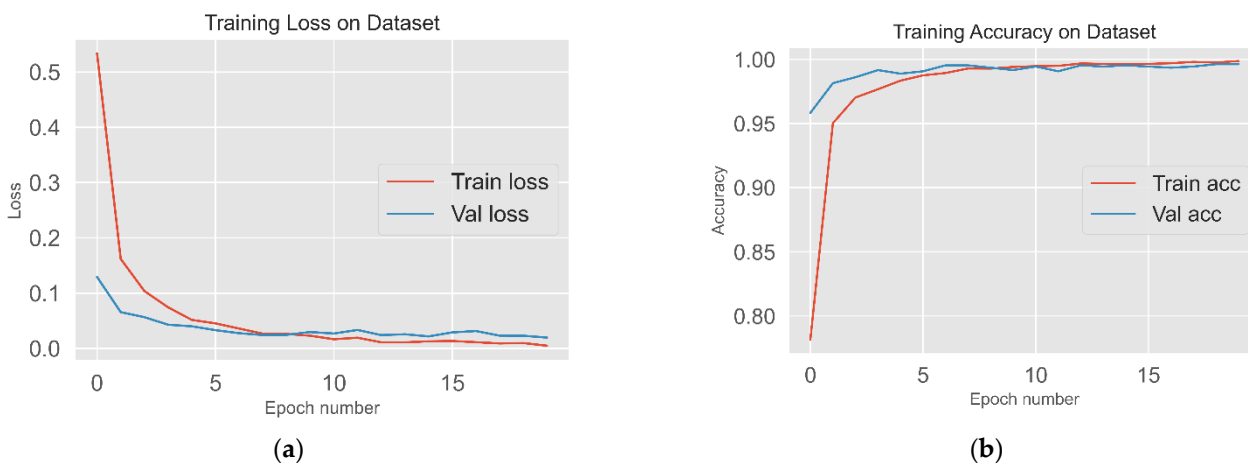 Training Loss on Dataset
0.5
0.4
0.3
0.2
0.1
0.0
Loss
Train loss
Val loss
0 5 10 15
Epoch number
(a)
Training Accuracy on Dataset
1.00
0.95
0.90
0.85
0.80
Accuracy
Train acc
Val acc
0 5 10 15
Epoch number
(b)